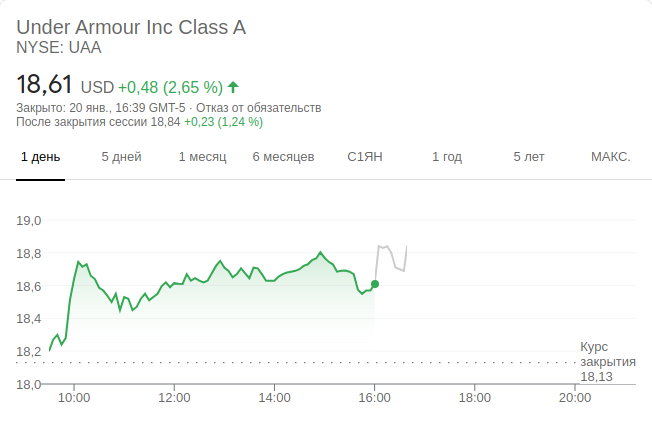 Under Armour Inc Class A
NYSE: UAA
18,61 USD +0,48 (2,65 %)
Закрыто: 20 янв., 16:39 GMT-5 · Отказ от обязательств
После закрытия сессии 18,84 +0,23 (1,24 %)
1 день 5 дней 1 месяц 6 месяцев С1ЯН 1 год 5 лет МАКС.
19,0
18,8
18,6
18,4
18,2
18,0
Курс
закрытия
18,13
10:00 12:00 14:00 16:00 18:00 20:00